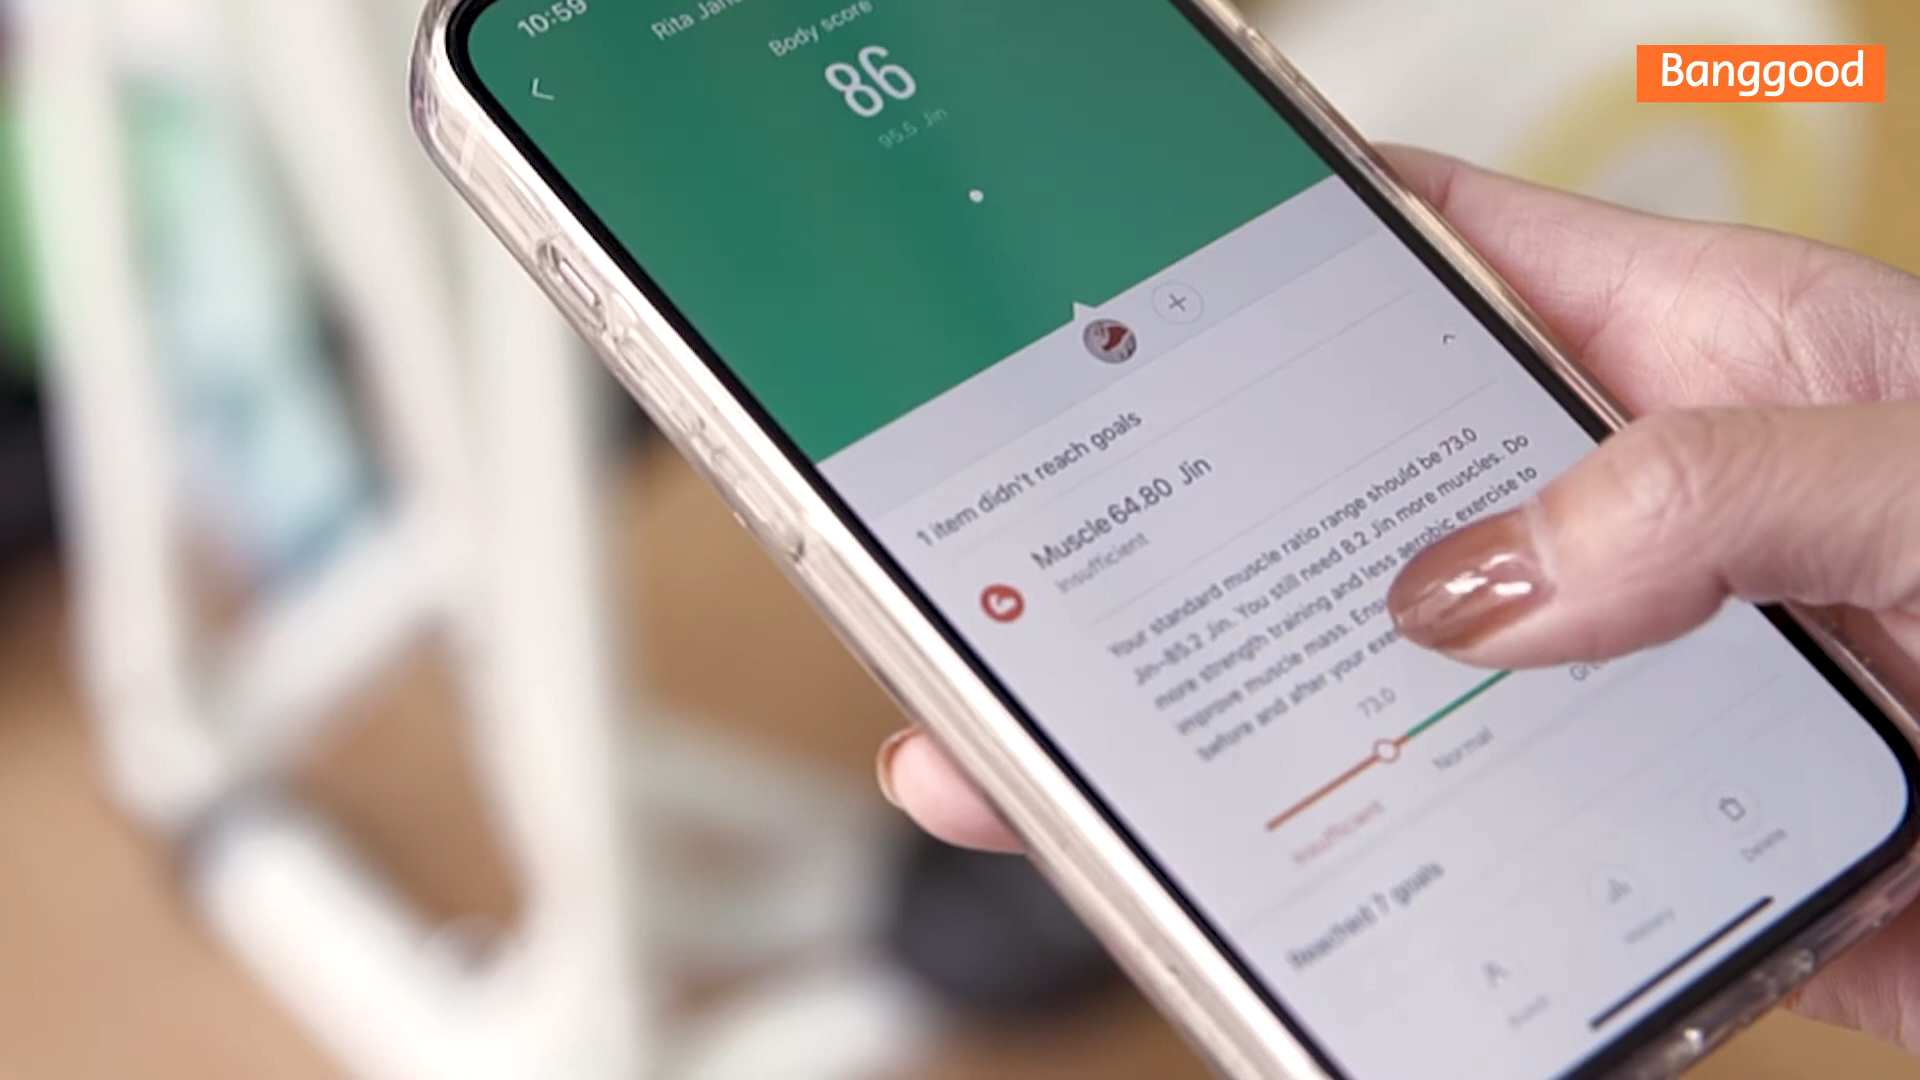 10:59
Rita Jan
Banggood
Body score
86
95.5 Jin
1 item didn't reach goals
Muscle 64.80 Jin
Insufficient
Your standard muscle ratio range should be 73.0
Jin~85.2 Jin. You still need 8.2 Jin more muscles. Do
more strength training and less aerobic exercise to
improve muscle mass.
before and after your
73.0
Normal
Insufficient
Reached 7 goals
Delete
History